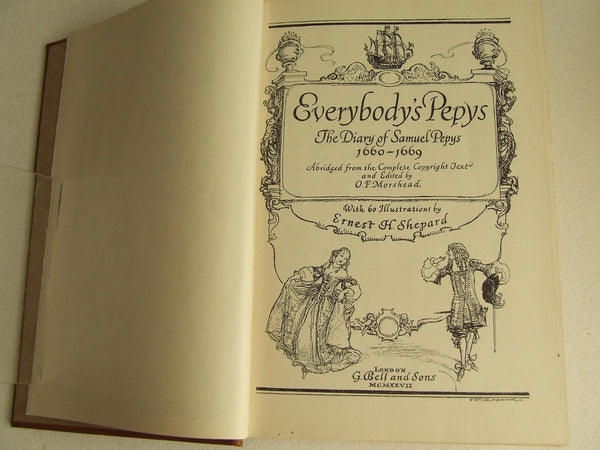 Everybody's Pepys
The Diary of Samuel Pepys
1660-1669
Abridged from the Complete Copyright Text
and Edited by
O.F. Morshead
With 60 Illustrations by
Ernest H. Shepard
LONDON
G. Bell and Sons
MCMXXVII